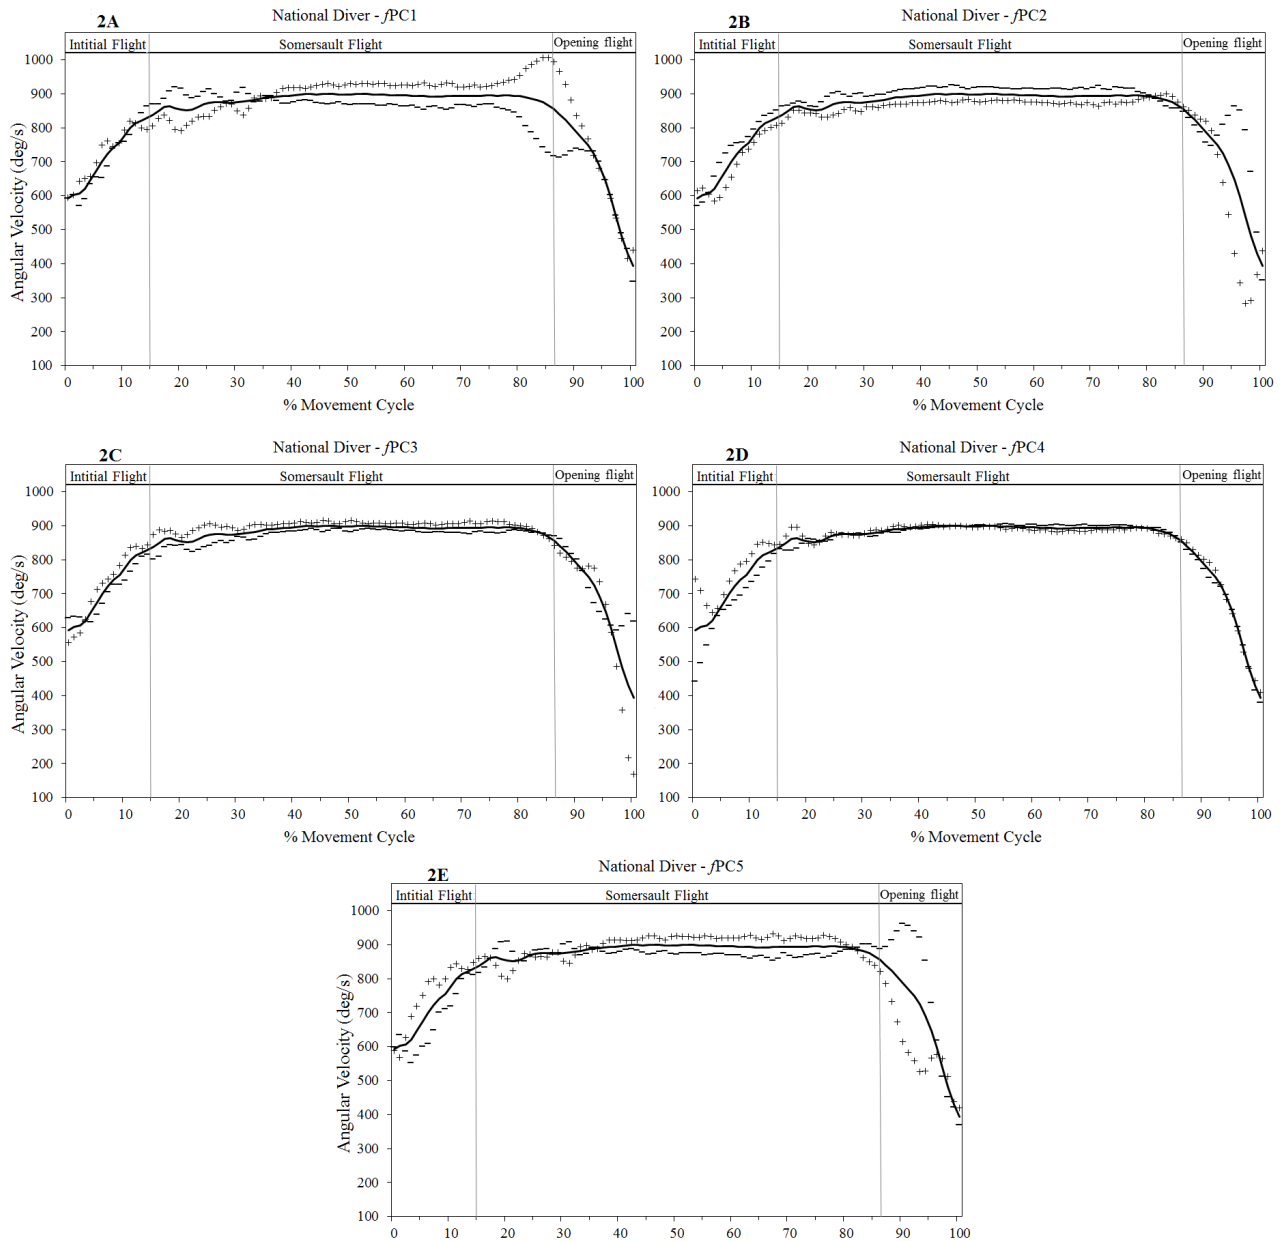 2A
National Diver - fPC1
Intitial Flight Somersault Flight Opening flight
Angular Velocity (deg/s)
1000
900
800
700
600
500
400
300
200
100
0 10 20 30 40 50 60 70 80 90 100
% Movement Cycle
2B
National Diver - fPC2
Intitial Flight Somersault Flight Opening flight
1000
900
800
700
600
500
400
300
200
100
0 10 20 30 40 50 60 70 80 90 100
% Movement Cycle
2C
National Diver - fPC3
Intitial Flight Somersault Flight Opening flight
Angular Velocity (deg/s)
1000
900
800
700
600
500
400
300
200
100
0 10 20 30 40 50 60 70 80 90 100
% Movement Cycle
2D
National Diver - fPC4
Intitial Flight Somersault Flight Opening flight
1000
900
800
700
600
500
400
300
200
100
0 10 20 30 40 50 60 70 80 90 100
% Movement Cycle
2E
National Diver - fPC5
Intitial Flight Somersault Flight Opening flight
Angular Velocity (deg/s)
1000
900
800
700
600
500
400
300
200
100
0 10 20 30 40 50 60 70 80 90 100